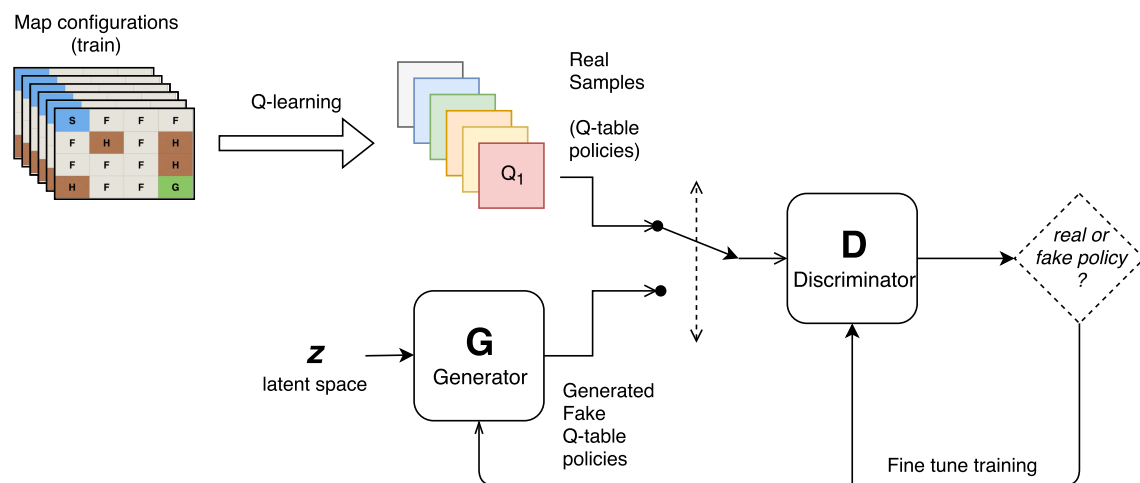 Map configurations
(train)
S F F F
F H F H
F F F H
H F F G
Q-learning
Q1
Real
Samples
(Q-table
policies)
z
latent space
G
Generator
Generated
Fake
Q-table
policies
D
Discriminator
real or
fake policy
?
Fine tune training